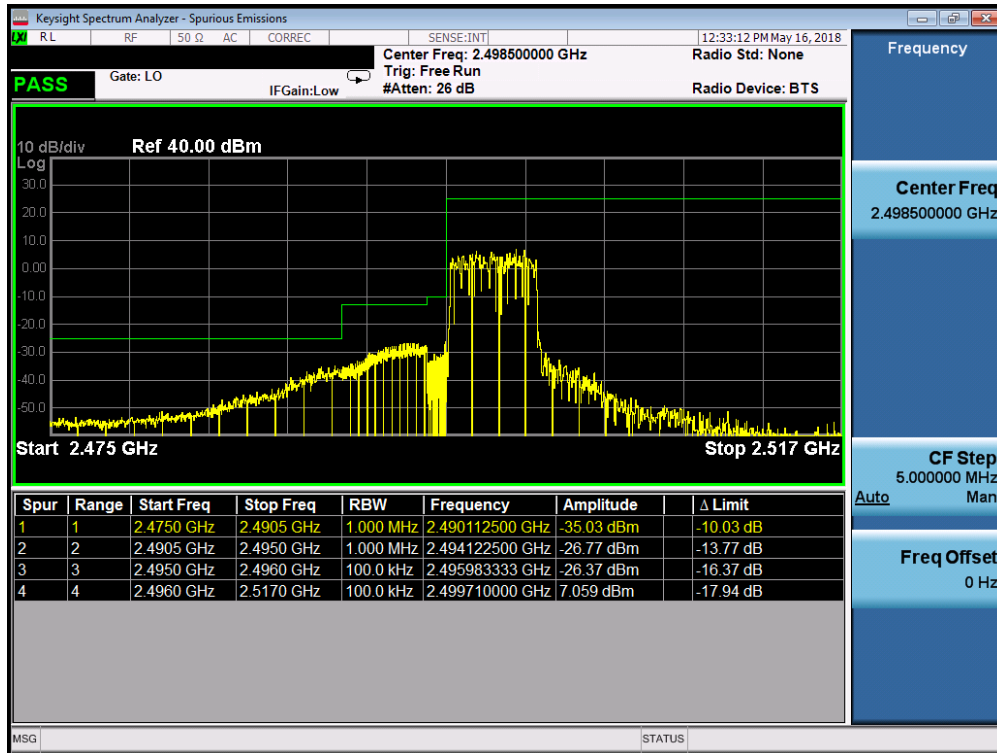 Keysight Spectrum Analyzer - Spurious Emissions
LXI RL RF 50 Ω AC CORREC SENSE:INT 12:33:12 PM May 16, 2018
Center Freq: 2.498500000 GHz Radio Std: None
PASS Gate: LO Trig: Free Run
IFGain:Low #Atten: 26 dB Radio Device: BTS
10 dB/div Ref 40.00 dBm
Log
30.0
20.0
10.0
0.00
-10.0
-20.0
-30.0
-40.0
-50.0
Start 2.475 GHz Stop 2.517 GHz
Spur Range Start Freq Stop Freq RBW Frequency Amplitude Δ Limit
1 1 2.4750 GHz 2.4905 GHz 1.000 MHz 2.490112500 GHz -35.03 dBm -10.03 dB
2 2 2.4905 GHz 2.4950 GHz 1.000 MHz 2.494122500 GHz -26.77 dBm -13.77 dB
3 3 2.4950 GHz 2.4960 GHz 100.0 kHz 2.495983333 GHz -26.37 dBm -16.37 dB
4 4 2.4960 GHz 2.5170 GHz 100.0 kHz 2.499710000 GHz 7.059 dBm -17.94 dB
MSG STATUS
Frequency
Center Freq
2.498500000 GHz
CF Step
5.000000 MHz
Auto Man
Freq Offset
0 Hz